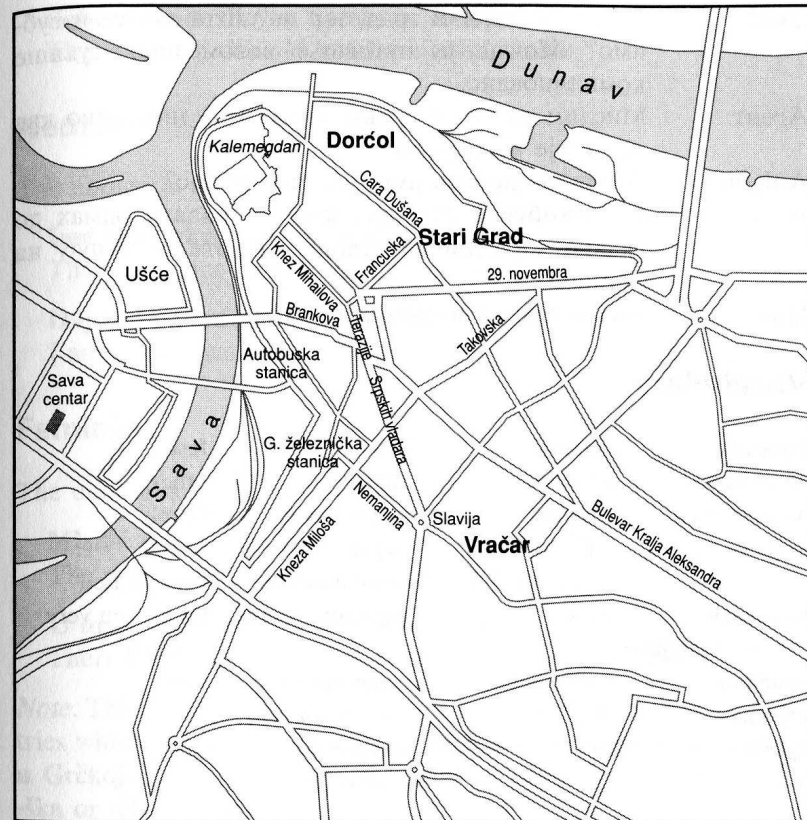 Dunav
Kalemegdan
Dorćol
Cara Dušana
Stari Grad
Francuska
Knez Mihailova
29. novembra
Ušće
Brankova
Terazije
Takovska
Autobuska
stanica
Srpskih vladara
Sava
centar
Sava
G. železnička
stanica
Nemanjina
Slavija
Kneza Miloša
Vračar
Bulevar Kralja Aleksandra